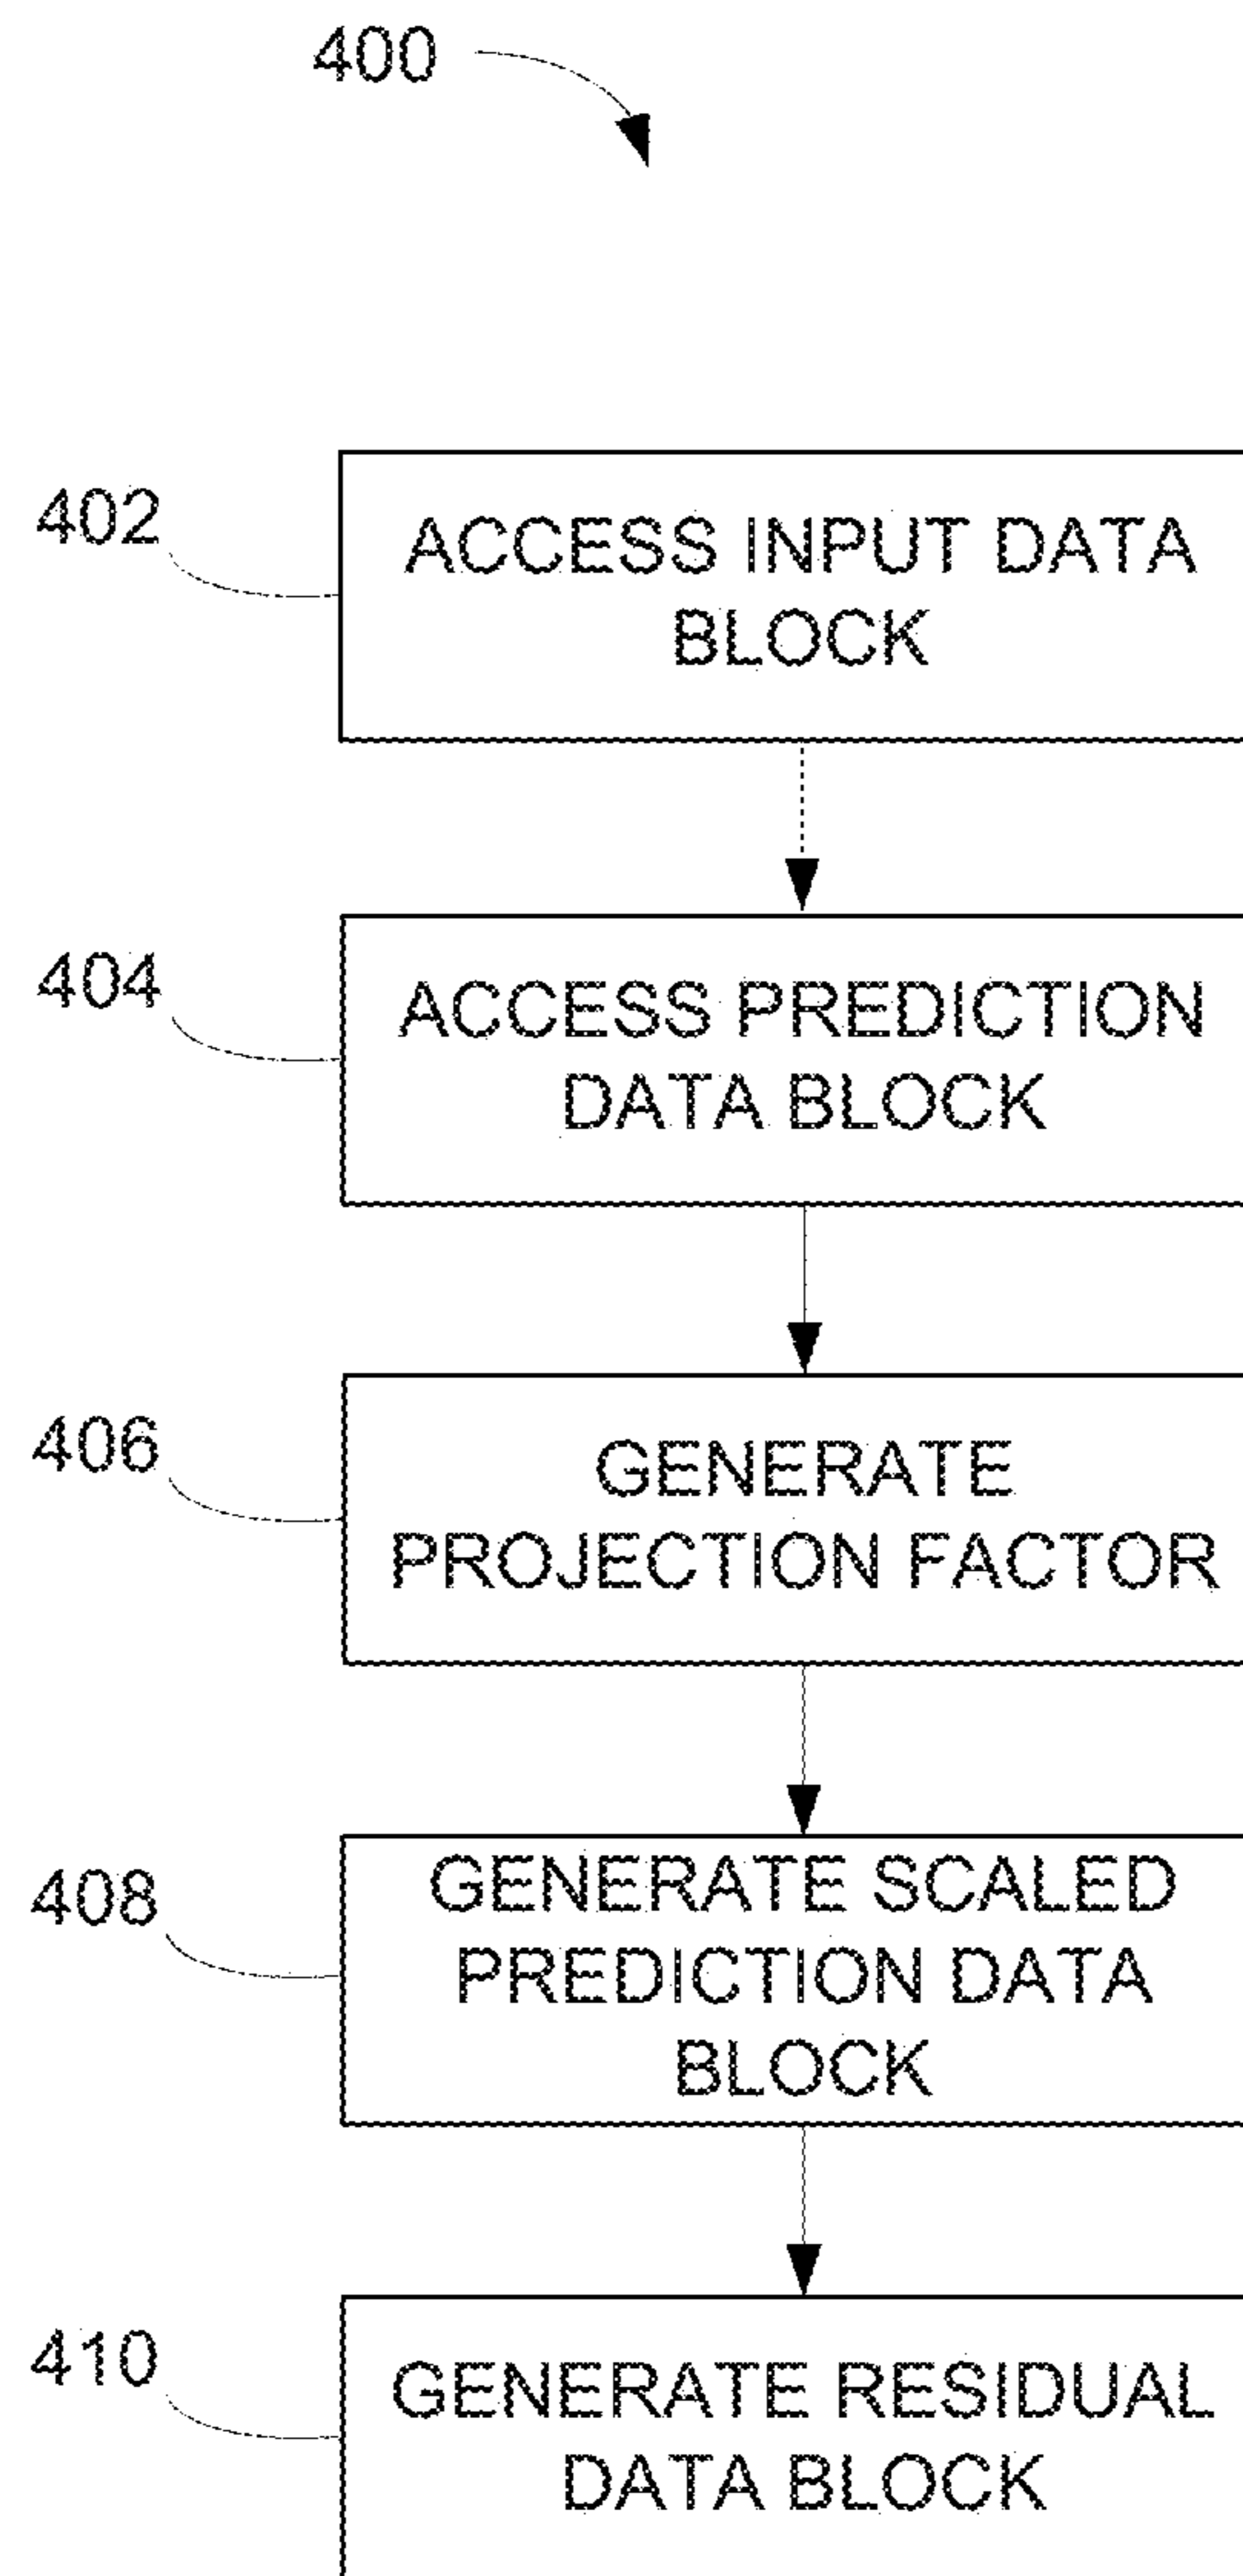 400
402
ACCESS INPUT DATA
BLOCK
404
ACCESS PREDICTION
DATA BLOCK
406
GENERATE
PROJECTION FACTOR
408
GENERATE SCALED
PREDICTION DATA
BLOCK
410
GENERATE RESIDUAL
DATA BLOCK